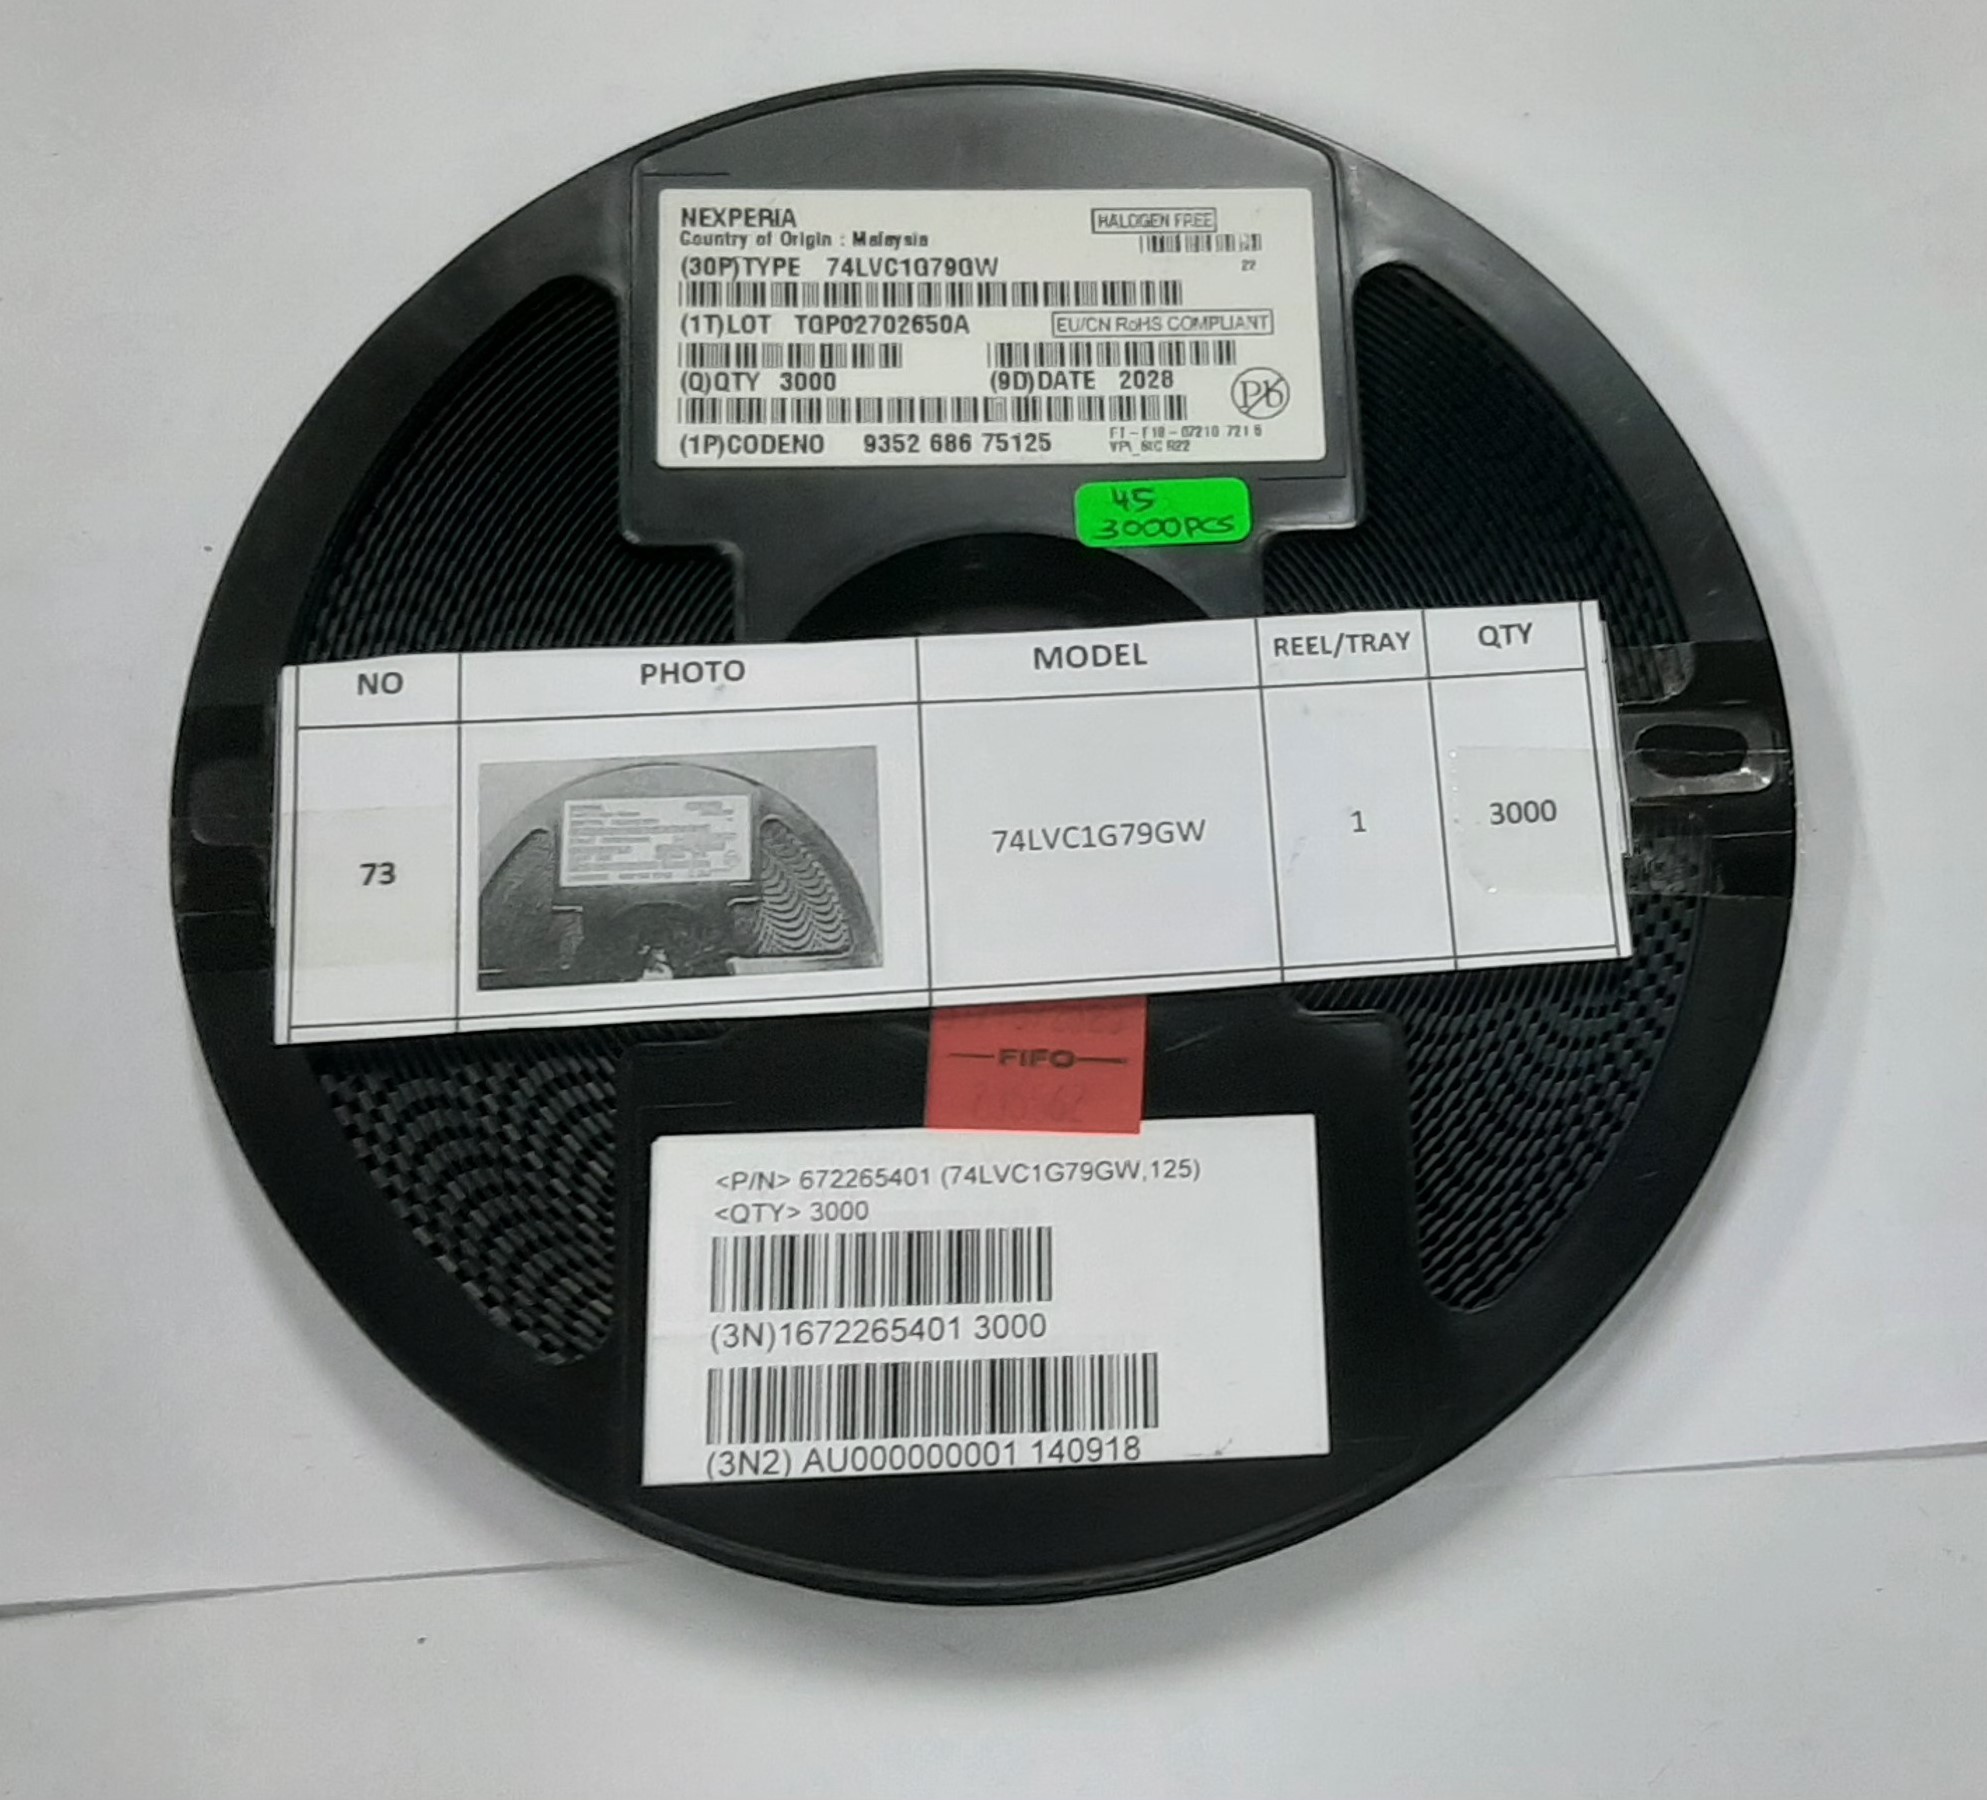 NEXPERIA
HALOGEN FREE
Country of Origin : Malaysia
22
(30P)TYPE 74LVC1G79GW
(1T)LOT TQP02702650A
EU/CN RoHS COMPLIANT
(Q)QTY 3000 (9D)DATE 2028
Pb
(1P)CODENO 9352 686 75125
45
3000PCS
NO PHOTO MODEL REEL/TRAY QTY
73 74LVC1G79GW 1 3000
FIFO
<P/N> 672265401 (74LVC1G79GW,125)
<QTY> 3000
(3N)1672265401 3000
(3N2) AU000000001 140918